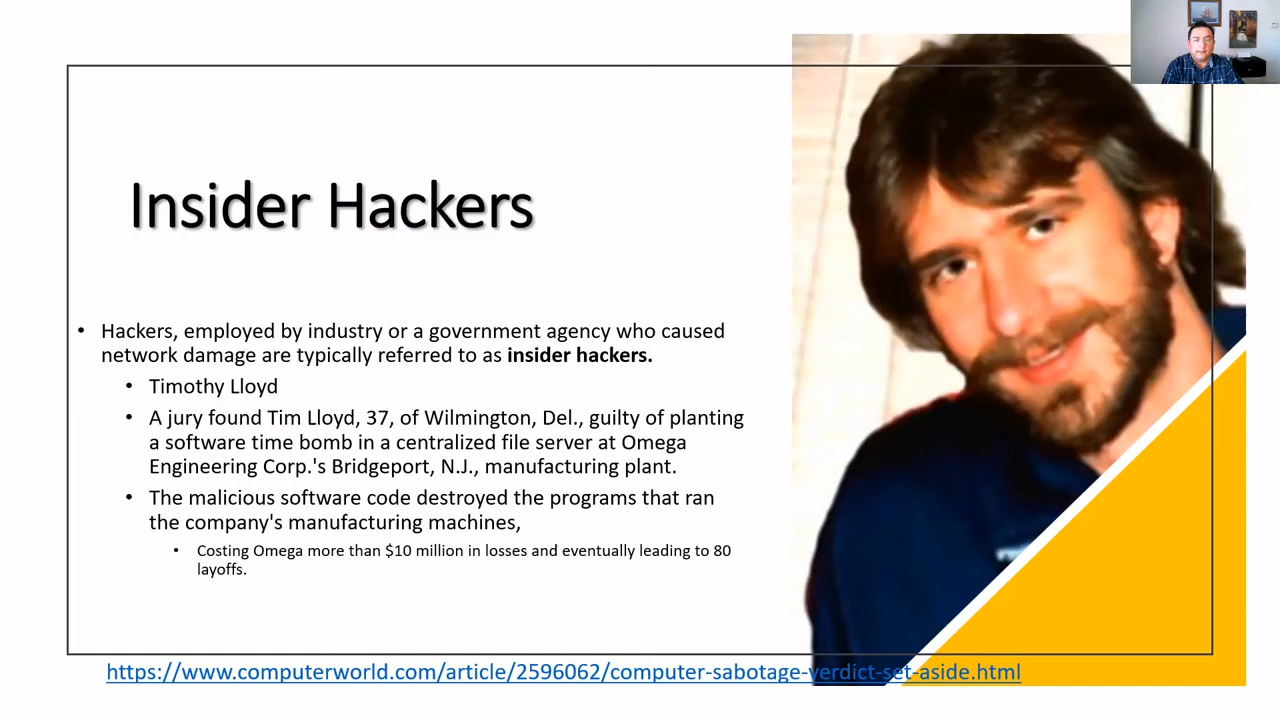 Insider Hackers
• Hackers, employed by industry or a government agency who caused
network damage are typically referred to as insider hackers.
• Timothy Lloyd
• A jury found Tim Lloyd, 37, of Wilmington, Del., guilty of planting
a software time bomb in a centralized file server at Omega
Engineering Corp.'s Bridgeport, N.J., manufacturing plant.
• The malicious software code destroyed the programs that ran
the company's manufacturing machines,
• Costing Omega more than $10 million in losses and eventually leading to 80
layoffs.
https://www.computerworld.com/article/2596062/computer-sabotage-verdict-set-aside.html